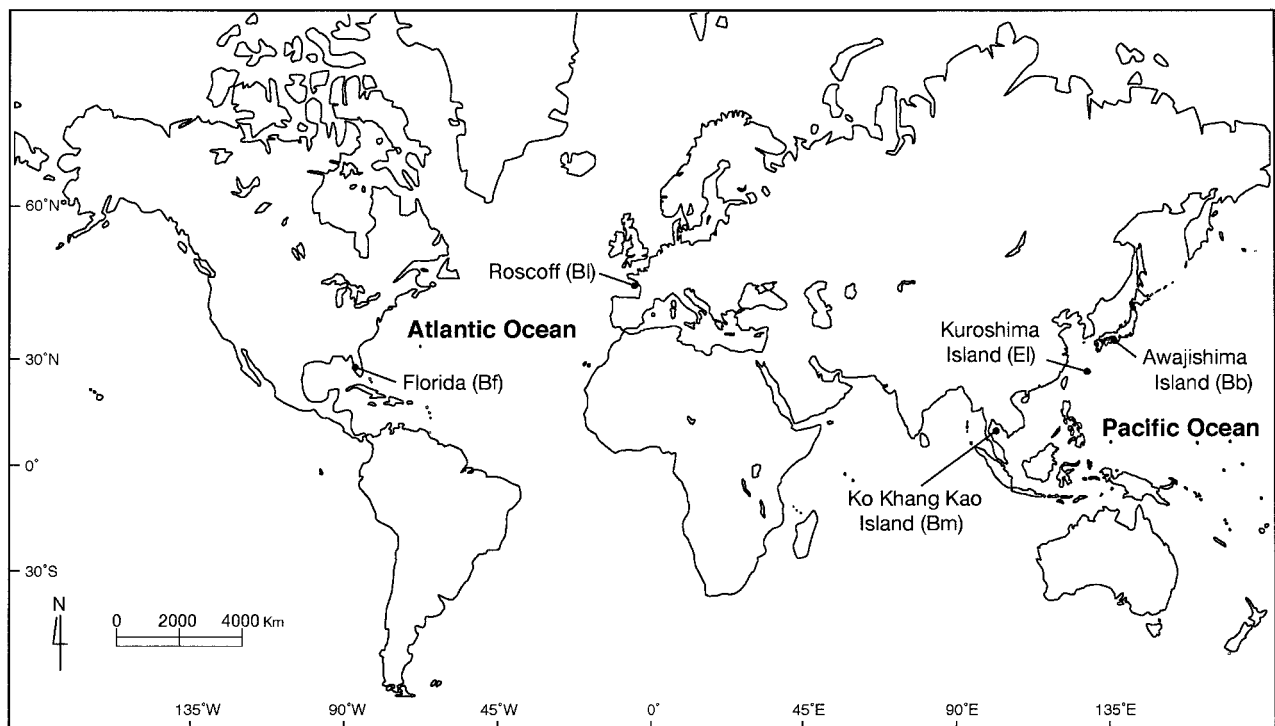 60°N
Roscoff (Bl)
Atlantic Ocean
Kuroshima
Island (El)
Awajishima
Island (Bb)
30°N
Florida (Bf)
Pacific Ocean
0°
Ko Khang Kao
Island (Bm)
30°S
N
0 2000 4000 Km
135°W 90°W 45°W 0° 45°E 90°E 135°E